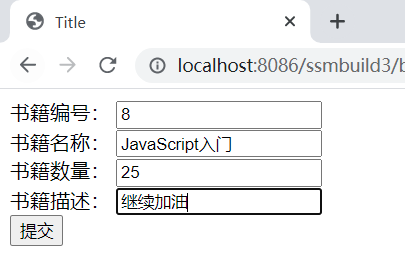 Title
localhost:8086/ssmbuild3/b
书籍编号： 8
书籍名称： JavaScript入门
书籍数量： 25
书籍描述： 继续加油
提交